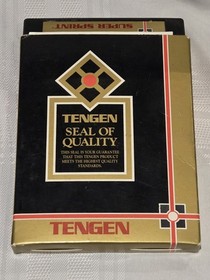 SUPER SPRINT
TENGEN
SEAL OF
QUALITY
THIS SEAL IS YOUR GUARANTEE
THAT THIS TENGEN PRODUCT
MEETS THE HIGHEST QUALITY
STANDARDS.
TENGEN